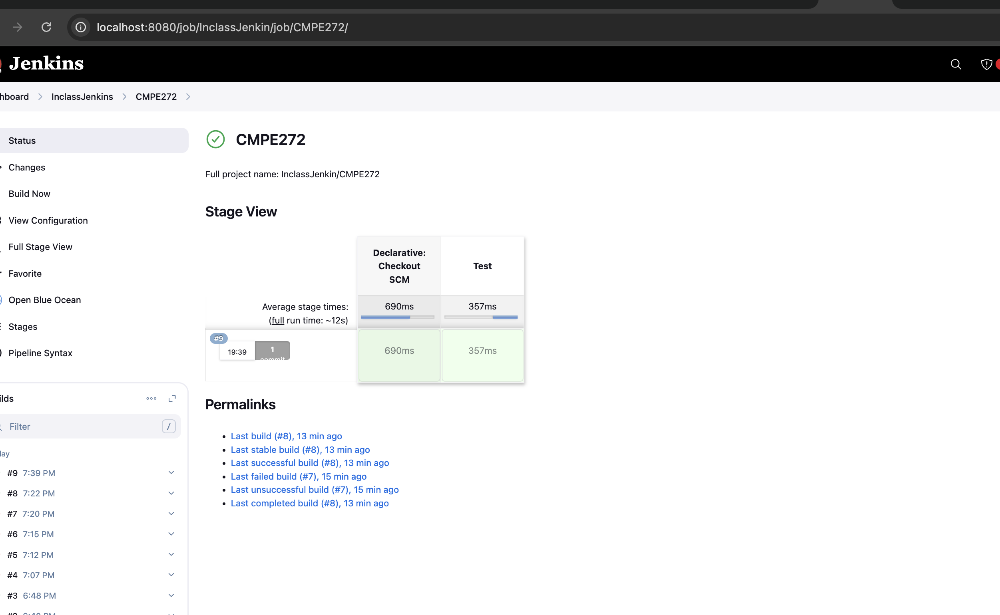 localhost:8080/job/InclassJenkin/job/CMPE272/
Jenkins
hboard > InclassJenkins > CMPE272 >
Status
Changes
Build Now
View Configuration
Full Stage View
Favorite
Open Blue Ocean
Stages
Pipeline Syntax
ilds
Filter /
lay
#9 7:39 PM
#8 7:22 PM
#7 7:20 PM
#6 7:15 PM
#5 7:12 PM
#4 7:07 PM
#3 6:48 PM
CMPE272
Full project name: InclassJenkin/CMPE272
Stage View
Declarative:
Checkout
SCM
Test
Average stage times:
(full run time: ~12s)
690ms
357ms
#9
19:39
1
commit
690ms
357ms
Permalinks
Last build (#8), 13 min ago
Last stable build (#8), 13 min ago
Last successful build (#8), 13 min ago
Last failed build (#7), 15 min ago
Last unsuccessful build (#7), 15 min ago
Last completed build (#8), 13 min ago